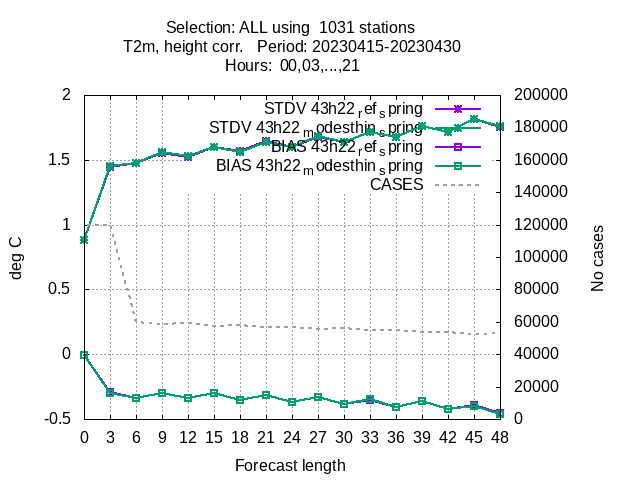 Selection: ALL using  1031 stations
T2m, height corr.   Period: 20230415-20230430
Hours:  00,03,...,21
2
1.5
1
0.5
0
-0.5
200000
180000
160000
140000
120000
100000
80000
60000
40000
20000
0
STDV 43h22_ref_spring
STDV 43h22_modesthin_spring
BIAS 43h22_ref_spring
BIAS 43h22_modesthin_spring
CASES
deg C
No cases
0 3 6 9 12 15 18 21 24 27 30 33 36 39 42 45 48
Forecast length